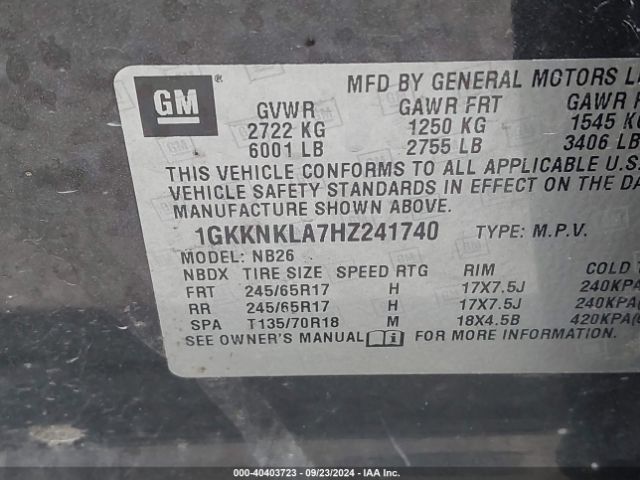 GM
®
MFD BY GENERAL MOTORS L
GVWR GAWR FRT GAWR
2722 KG 1250 KG 1545 KG
6001 LB 2755 LB 3406 LB
THIS VEHICLE CONFORMS TO ALL APPLICABLE U.S.
VEHICLE SAFETY STANDARDS IN EFFECT ON THE DA
MANUFACTURE SHOWN ABOVE.
1GKKNKLA7HZ241740 TYPE: M.P.V.
MODEL: NB26
NBDX TIRE SIZE SPEED RTG RIM COLD
FRT 245/65R17 H 17X7.5J 240KPA(
RR 245/65R17 H 17X7.5J 240KPA(
SPA T135/70R18 M 18X4.5B 420KPA(
SEE OWNER'S MANUAL FOR MORE INFORMATION.
000-40403723 - 09/23/2024 - IAA Inc.